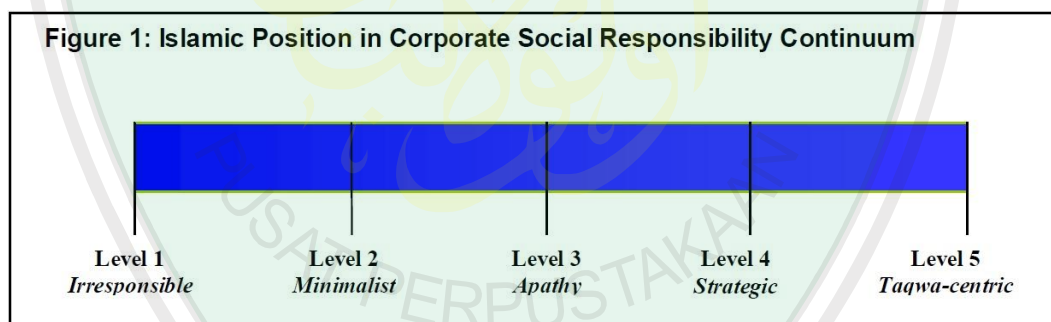 Figure 1: Islamic Position in Corporate Social Responsibility Continuum
Level 1 Level 2 Level 3 Level 4 Level 5
Irresponsible Minimalist Apathy Strategic Taqwa-centric
PUSAT PERPUSTAKAAN